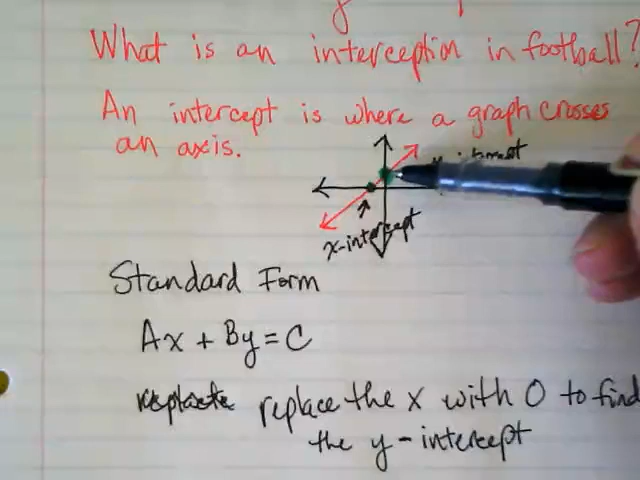 What is an interception in football?
An intercept is where a graph crosses
an axis.
x-intercept
Standard Form
Ax + By = C
replace the x with 0 to find
the y-intercept